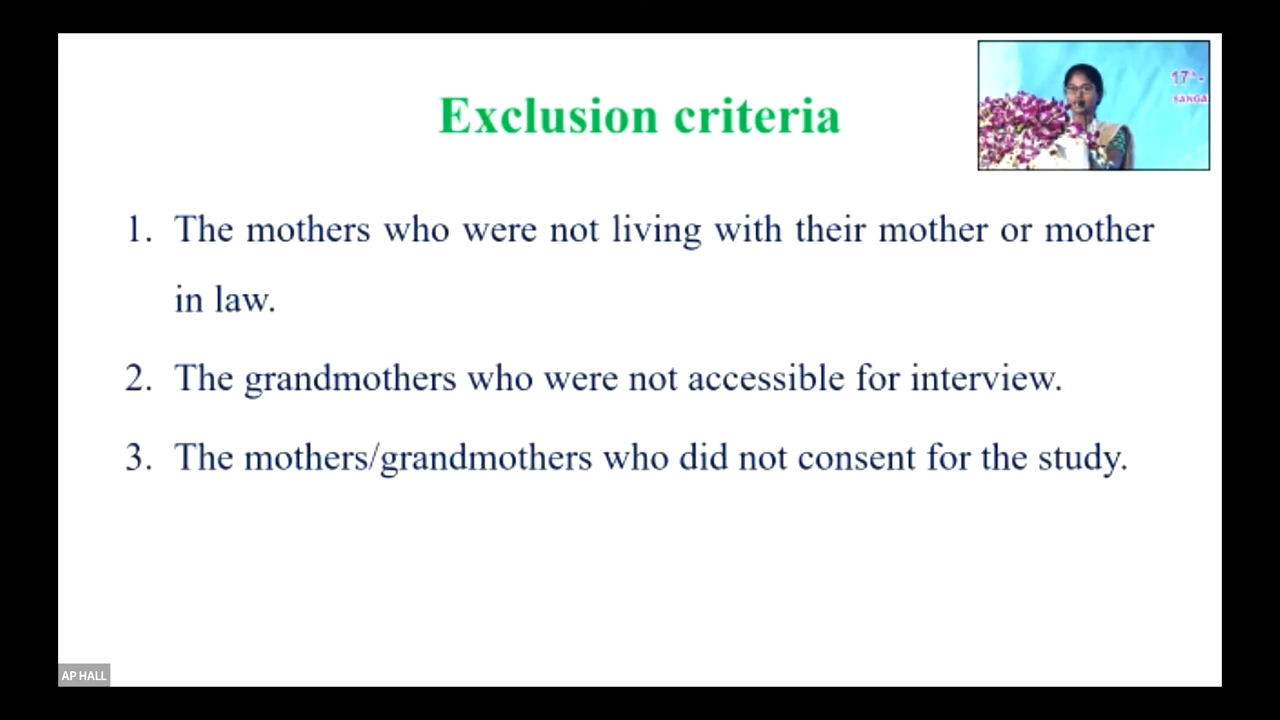 Exclusion criteria
17th-
SANGA
1. The mothers who were not living with their mother or mother
in law.
2. The grandmothers who were not accessible for interview.
3. The mothers/grandmothers who did not consent for the study.
AP HALL